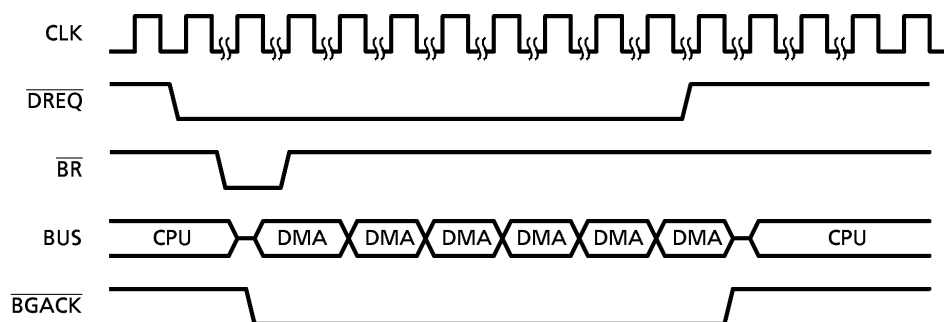 CLK
DREQ
BR
BUS CPU DMA DMA DMA DMA DMA DMA CPU
BGACK